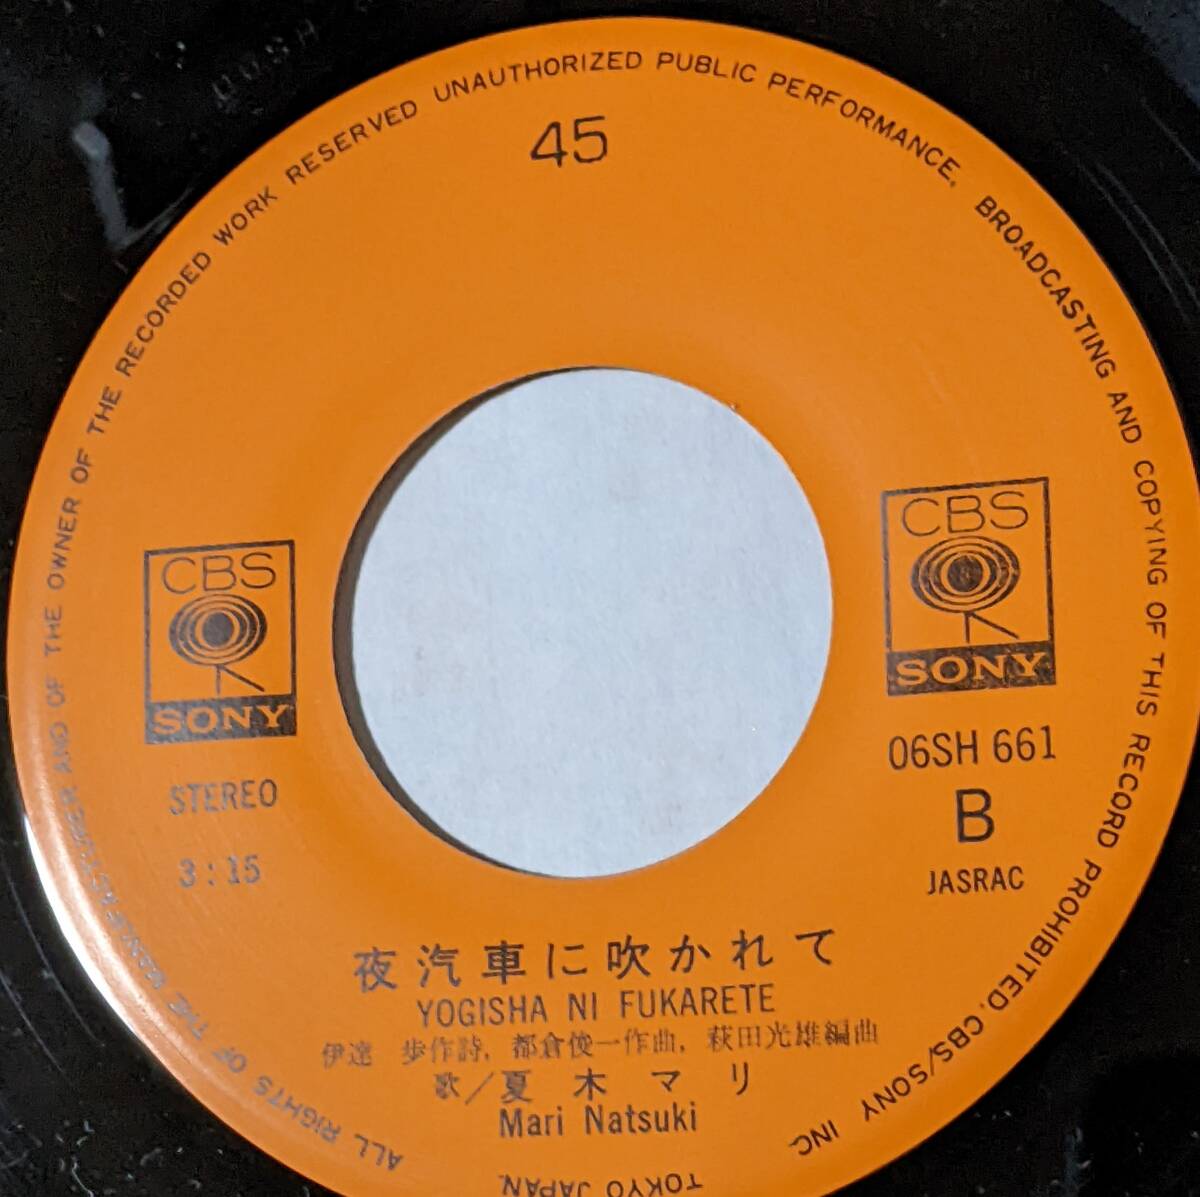 ALL RIGHTS OF THE MANUFACTURER AND OF THE OWNER OF THE RECORDED WORK RESERVED UNAUTHORIZED PUBLIC PERFORMANCE, BROADCASTING AND COPYING OF THIS RECORD PROHIBITED. CBS/SONY INC.
TOKYO JAPAN.
45
CBS
SONY
STEREO
3:15
CBS
SONY
06SH 661
B
JASRAC
夜汽車に吹かれて
YOGISHA NI FUKARETE
伊達 歩作詩, 都倉俊一作曲, 萩田光雄編曲
歌/夏木マリ
Mari Natsuki